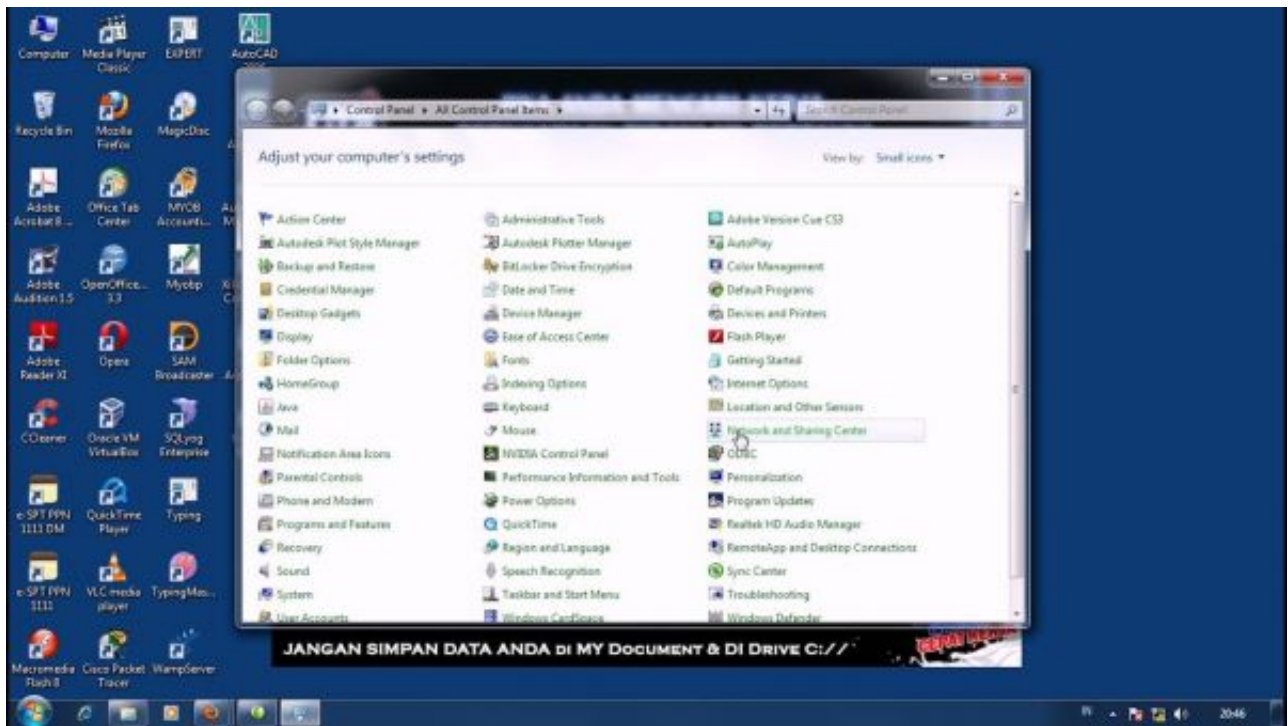 Computer
Media Player
Classic
EXPERT
AutoCAD
Recycle Bin
Mozilla
Firefox
MagicDisc
Adobe
Acrobat 8 ...
Office Tab
Center
MYOB
Accounti...
Adobe
Audition 1.5
OpenOffice...
3.3
Myobp
Adobe
Reader XI
Opera
SAM
Broadcaster ...
CCleaner
Oracle VM
VirtualBox
SQLyog
Enterprise
e-SPT PPN
1111 DM
QuickTime
Player
Typing
e-SPT PPN
1111
VLC media
player
TypingMas...
Macromedia
Flash 8
Cisco Packet
Tracer
WampServer
Control Panel
All Control Panel Items
Search Control Panel
Adjust your computer's settings
View by: Small icons
Action Center
Administrative Tools
Adobe Version Cue CS3
Autodesk Plot Style Manager
Autodesk Plotter Manager
AutoPlay
Backup and Restore
BitLocker Drive Encryption
Color Management
Credential Manager
Date and Time
Default Programs
Desktop Gadgets
Device Manager
Devices and Printers
Display
Ease of Access Center
Flash Player
Folder Options
Fonts
Getting Started
HomeGroup
Indexing Options
Internet Options
Java
Keyboard
Location and Other Sensors
Mail
Mouse
Network and Sharing Center
Notification Area Icons
NVIDIA Control Panel
ODBC
Parental Controls
Performance Information and Tools
Personalization
Phone and Modem
Power Options
Program Updates
Programs and Features
QuickTime
Realtek HD Audio Manager
Recovery
Region and Language
RemoteApp and Desktop Connections
Sound
Speech Recognition
Sync Center
System
Taskbar and Start Menu
Troubleshooting
User Accounts
Windows CardSpace
Windows Defender
JANGAN SIMPAN DATA ANDA DI MY DOCUMENT & DI DRIVE C://
20:46